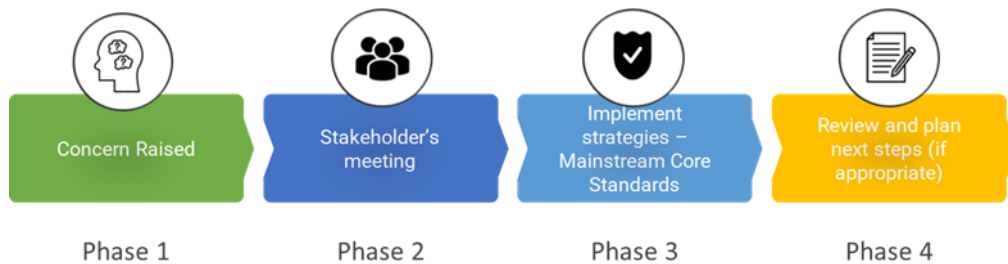 Concern Raised
Stakeholder's
meeting
Implement
strategies –
Mainstream Core
Standards
Review and plan
next steps (if
appropriate)
Phase 1
Phase 2
Phase 3
Phase 4